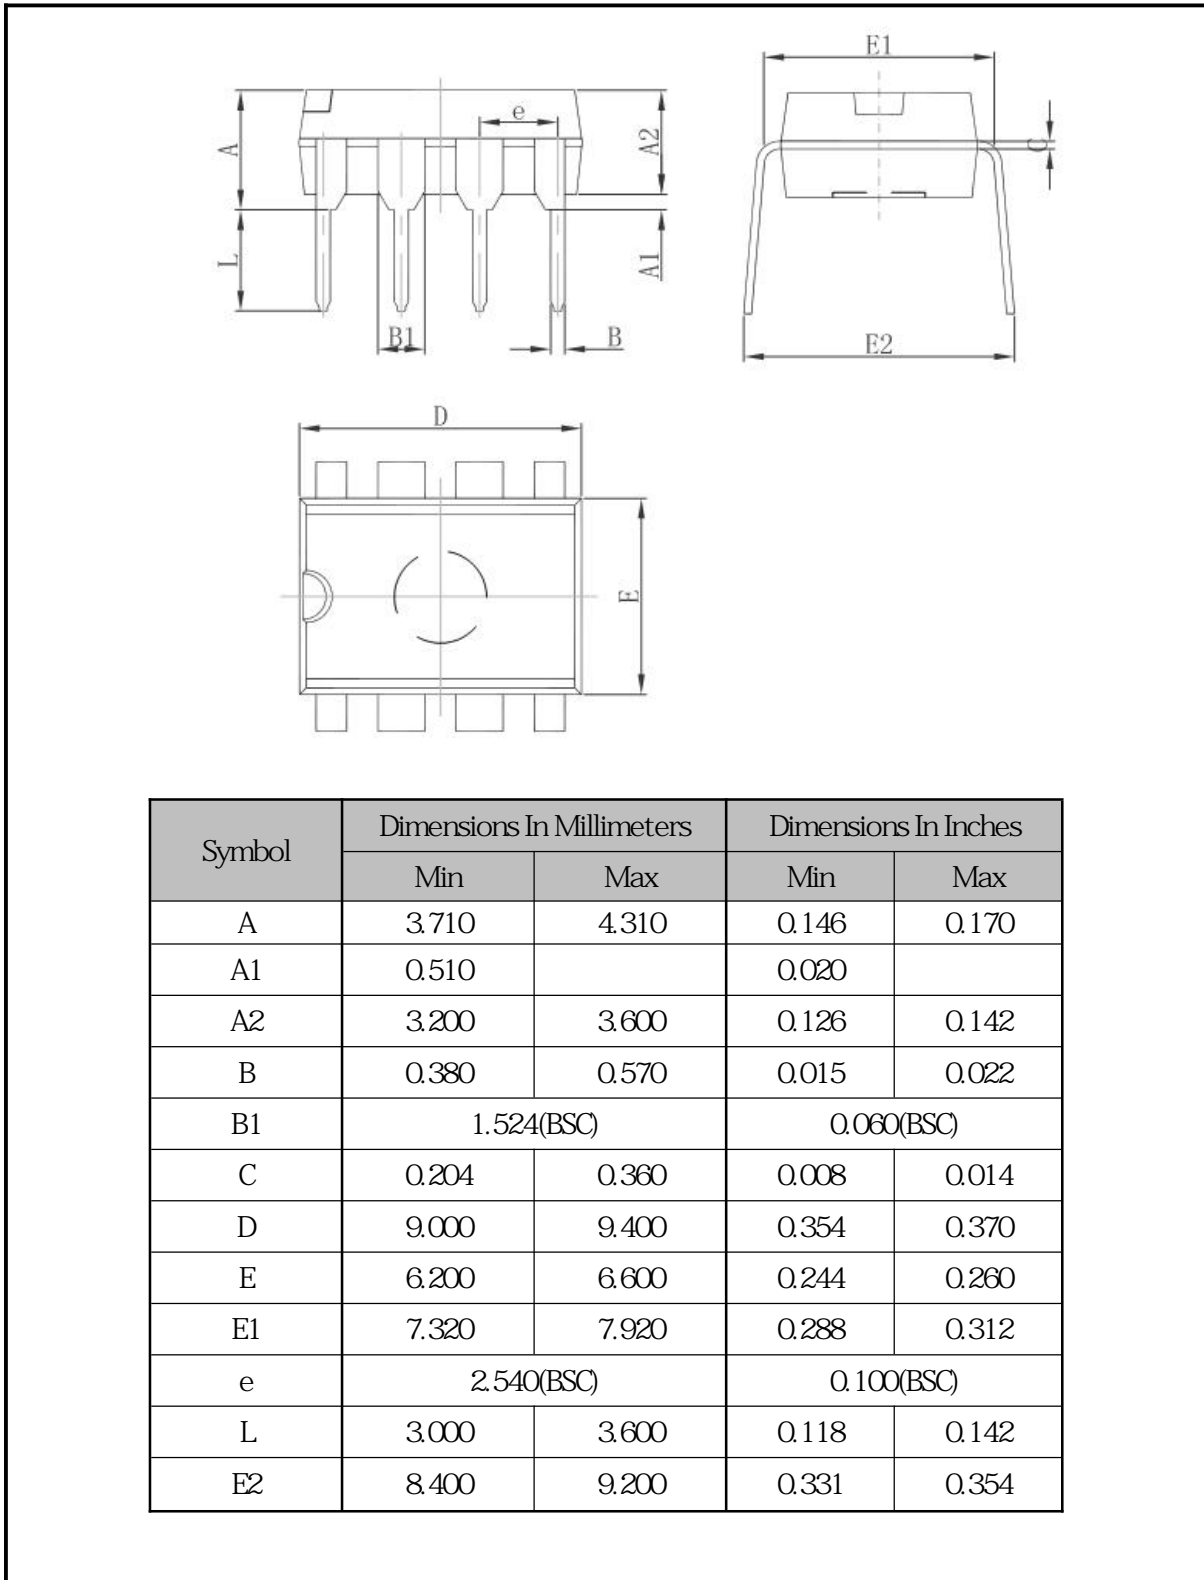 E1
e
A
A2
C
L
A1
B1
B
E2
D
E
Symbol Dimensions In Millimeters Dimensions In Inches
Min Max Min Max
A 3.710 4.310 0.146 0.170
A1 0.510 0.020
A2 3.200 3.600 0.126 0.142
B 0.380 0.570 0.015 0.022
B1 1.524(BSC) 0.060(BSC)
C 0.204 0.360 0.008 0.014
D 9.000 9.400 0.354 0.370
E 6.200 6.600 0.244 0.260
E1 7.320 7.920 0.288 0.312
e 2.540(BSC) 0.100(BSC)
L 3.000 3.600 0.118 0.142
E2 8.400 9.200 0.331 0.354